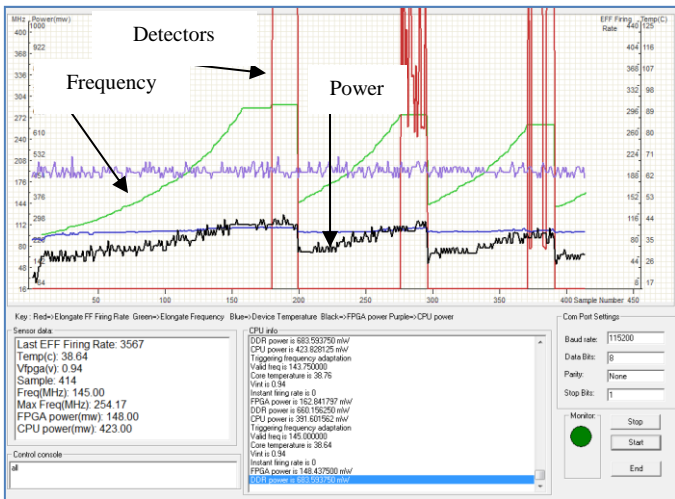 MHz Power(mw) EFF Firing Temp(C)
Rate
400 1000 440 125
368 922 404 116
336 368 107
304 332 98
272 296 89
240 610 260 80
208 224 71
176 188 62
144 376 152 53
112 298 116 44
80 80 35
48 142 44 26
16 8 17
Detectors
Frequency
Power
50 100 150 200 250 300 350 400 Sample Number 450
Key : Red=>Elongate FF Firing Rate Green=>Elongate Frequency Blue=>Device Temperature Black=>FPGA power Purple=>CPU power
Sensor data:
Last EFF Firing Rate: 3567
Temp(c): 38.64
Vfpga(v): 0.94
Sample: 414
Freq(MHz): 145.00
Max Freq(MHz): 254.17
FPGA power(mw): 148.00
CPU power(mw): 423.00
Control console
all
CPU info
DDR power is 683.593750 mW
CPU power is 423.828125 mW
Triggering frequency adaptation
Valid freq is 143.750000
Core temperature is 38.76
Vint is 0.94
Instant firing rate is 0
FPGA power is 162.841797 mW
DDR power is 660.156250 mW
CPU power is 391.601562 mW
Triggering frequency adaptation
Valid freq is 145.000000
Core temperature is 38.64
Vint is 0.94
Instant firing rate is 0
FPGA power is 148.437500 mW
DDR power is 683.593750 mW
Com Port Settings
Baud rate: 115200
Data Bits: 8
Parity: None
Stop Bits: 1
Monitor:
Stop
Start
End